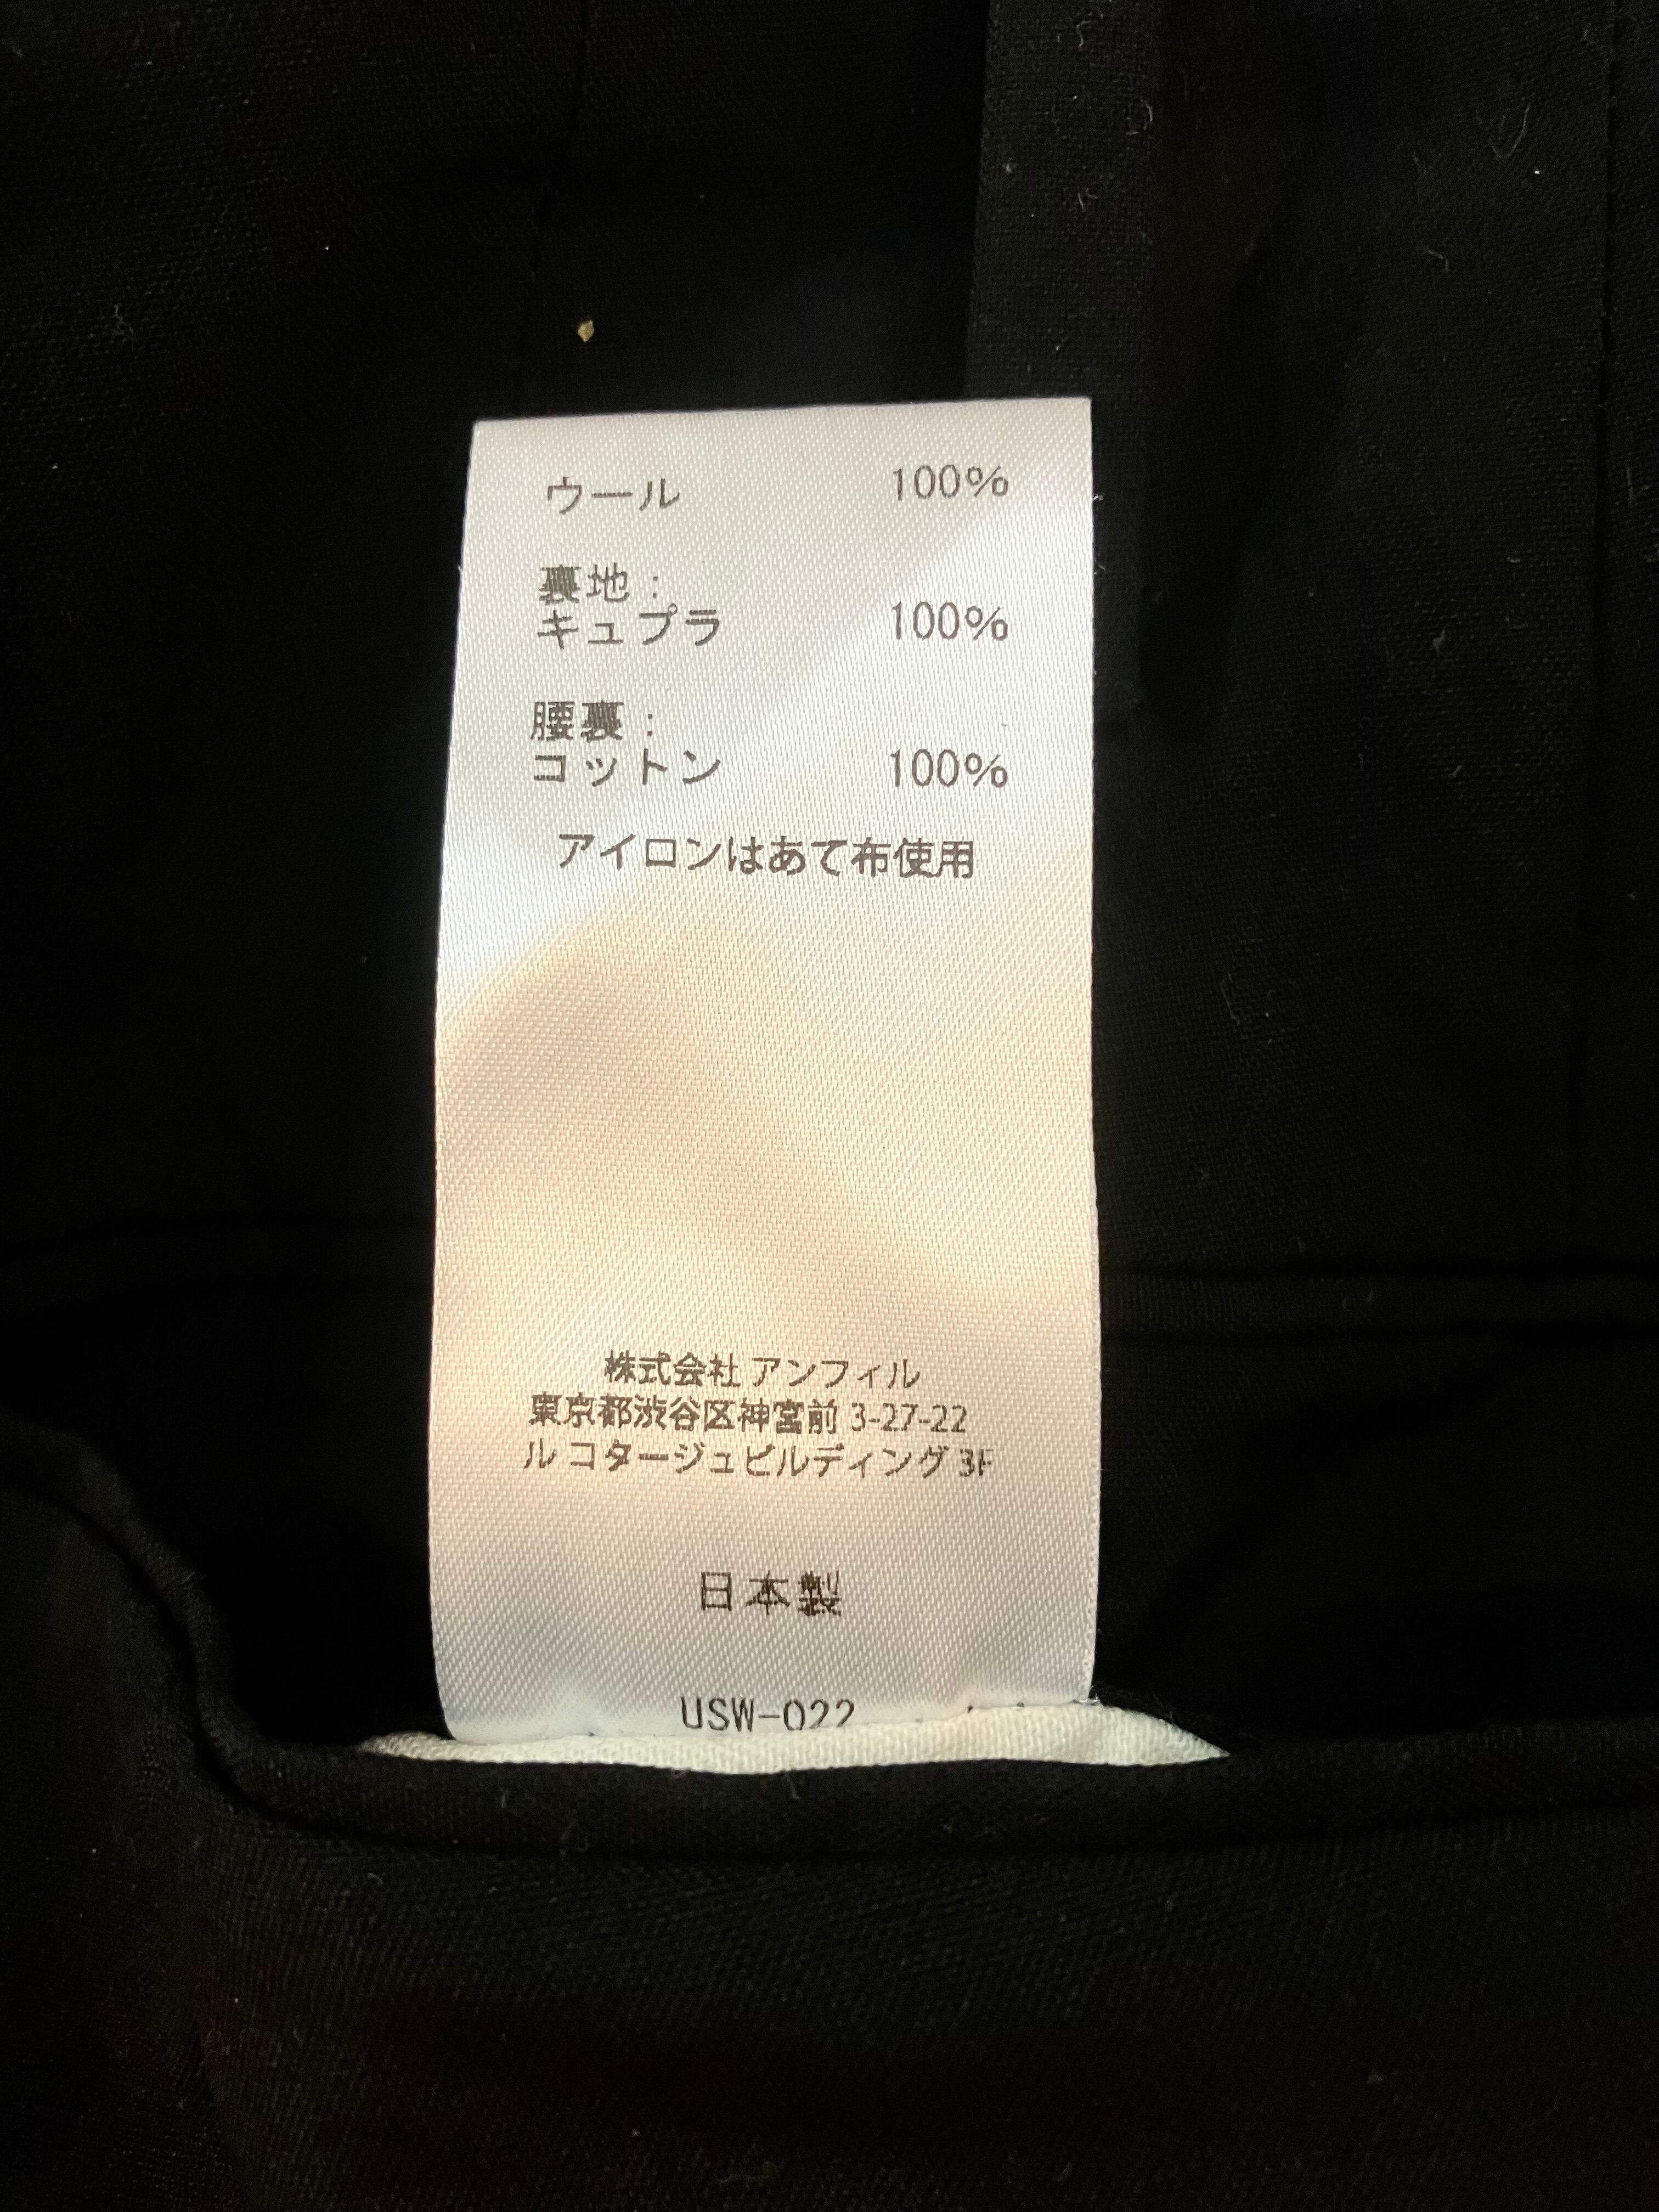 ウール 100%
裏地：
キュプラ 100%
腰裏：
コットン 100%
アイロンはあて布使用
株式会社 アンフィル
東京都渋谷区神宮前 3-27-22
ル コタージュビルディング 3F
日本製
USW-022